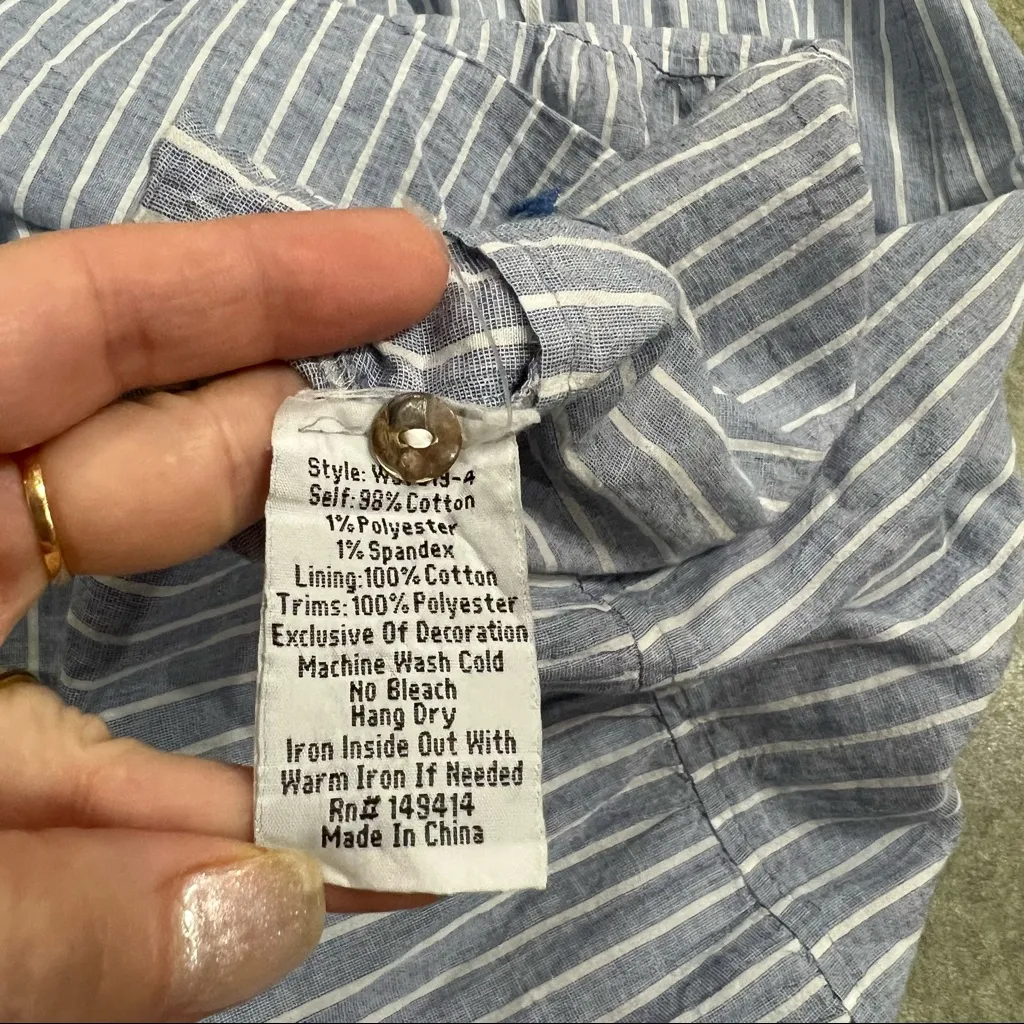 Style:
Self:98% Cotton
1% Polyester
1% Spandex
Lining:100% Cotton
Trims:100% Polyester
Exclusive Of Decoration
Machine Wash Cold
No Bleach
Hang Dry
Iron Inside Out With
Warm Iron If Needed
Rn# 149414
Made In China